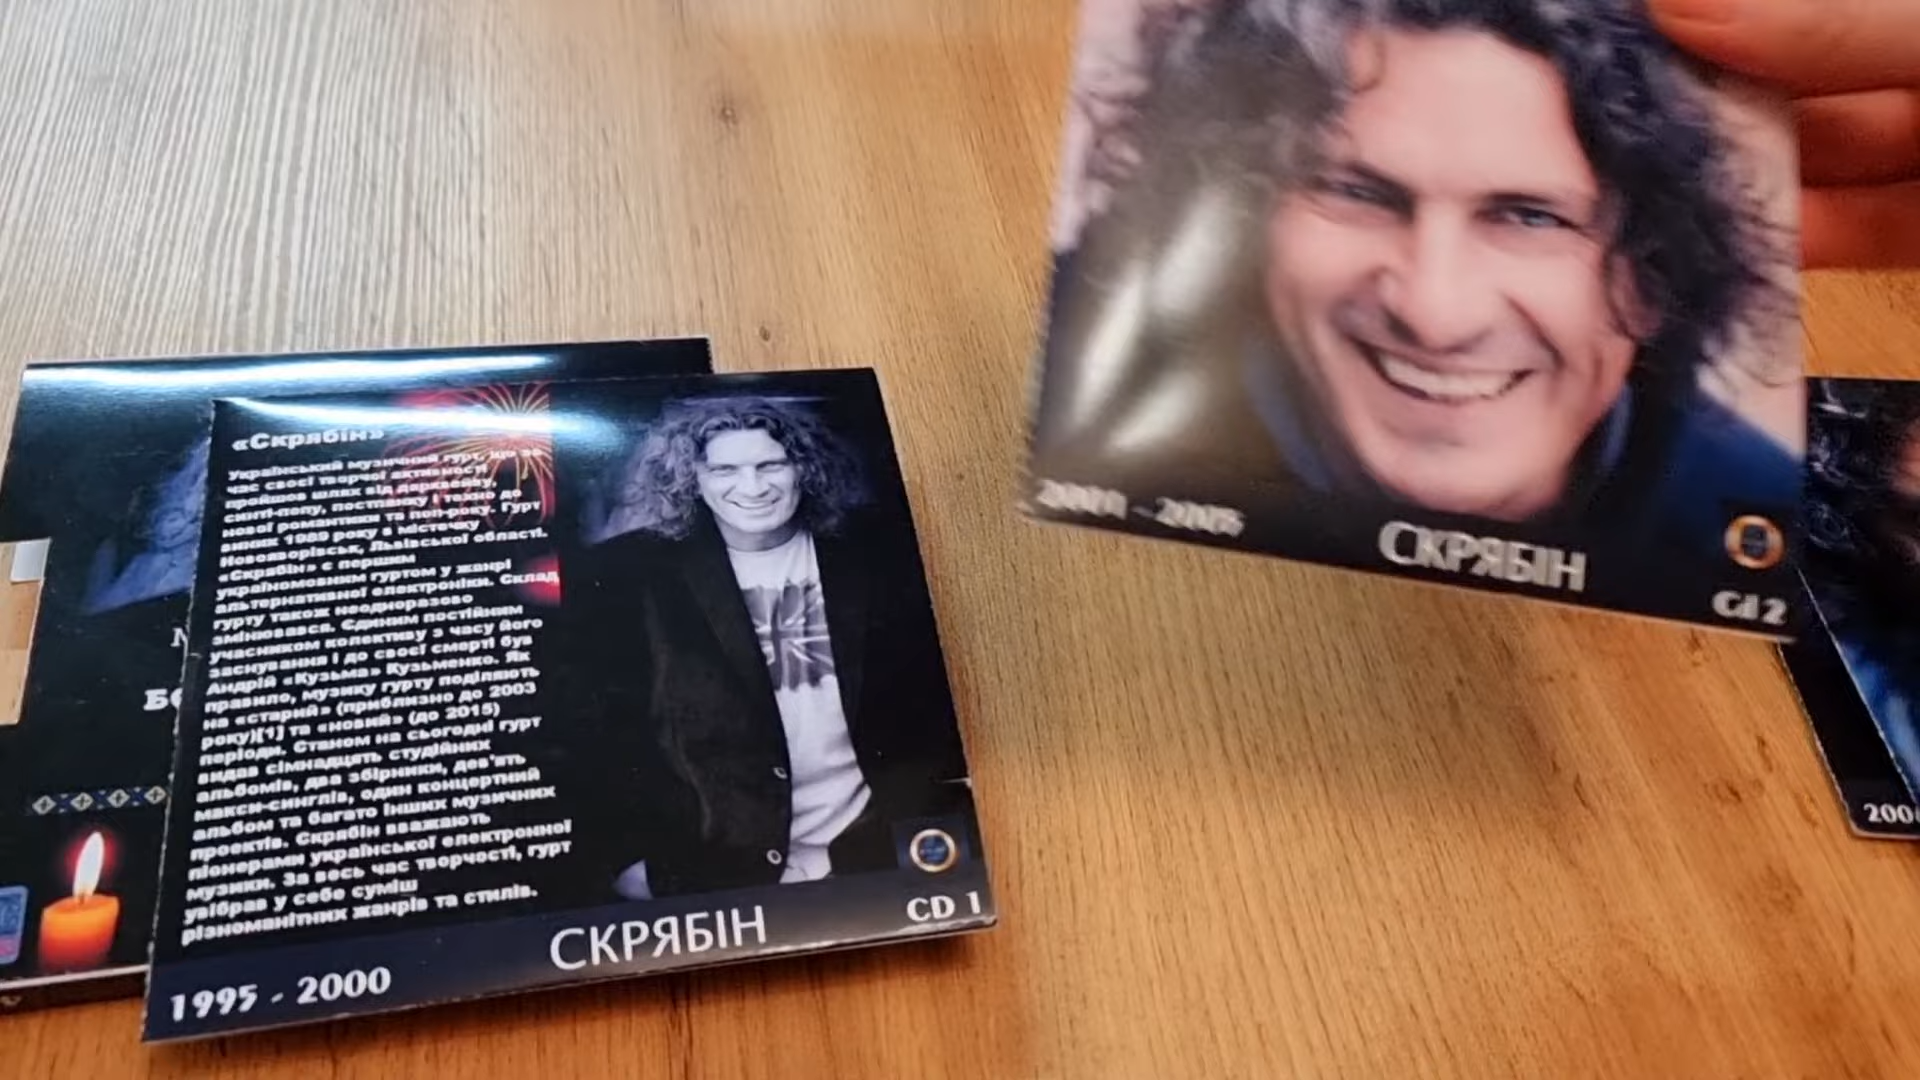 «Скрябін»
Український музичний гурт, що за
час своєї творчої активності
пройшов шлях від дарквейву,
синті-попу, постпанку і техно до
нової романтики та поп-року. Гурт
виник 1989 року в містечку
Новояворівськ, Львівської області.
«Скрябін» є першим
україномовним гуртом у жанрі
альтернативної електроніки. Склад
гурту також неодноразово
змінювався. Єдиним постійним
учасником колективу з часу його
заснування і до своєї смерті був
Андрій «Кузьма» Кузьменко. Як
правило, музику гурту поділяють
на «старий» (приблизно до 2003
року)[1] та «новий» (до 2015)
періоди. Станом на сьогодні гурт
видав сімнадцять студійних
альбомів, два збірники, дев'ять
макси-синглів, один концертний
альбом та багато інших музичних
проектів. Скрябін вважають
піонерами української електронної
музики. За весь час творчості, гурт
увібрав у себе суміш
різноманітних жанрів та стилів.
CD 1
СКРЯБІН
1995 - 2000
СКРЯБІН
Cd 2
200